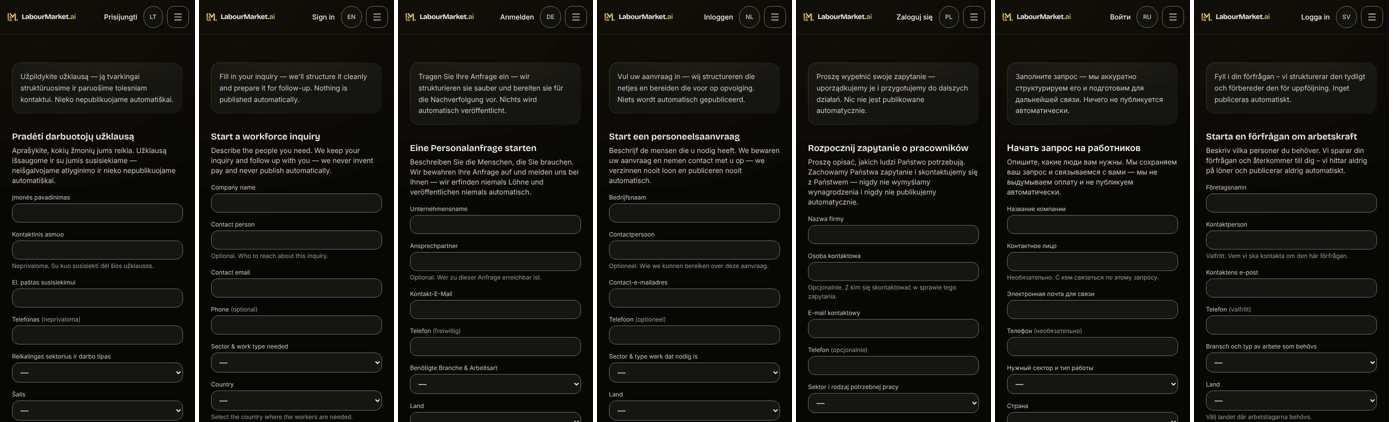 LabourMarket.ai
Prisijungti
LT
Užpildykite užklausą — ją tvarkingai
struktūruosime ir paruošime tolesniam
kontaktui. Nieko nepublikuojame automatiškai.
Pradėti darbuotojų užklausą
Aprašykite, kokių žmonių jums reikia. Užklausą
išsaugome ir su jumis susisiekiame —
neišgalvojame atlyginimo ir nieko nepublikuojame
automatiškai.
Įmonės pavadinimas
Kontaktinis asmuo
Neprivaloma. Su kuo susisiekti dėl šios užklausos.
El. paštas susisiekimui
Telefonas (neprivaloma)
Reikalingas sektorius ir darbo tipas
—
Šalis
—
LabourMarket.ai
Sign in
EN
Fill in your inquiry — we'll structure it cleanly
and prepare it for follow-up. Nothing is
published automatically.
Start a workforce inquiry
Describe the people you need. We keep your
inquiry and follow up with you — we never invent
pay and never publish automatically.
Company name
Contact person
Optional. Who to reach about this inquiry.
Contact email
Phone (optional)
Sector & work type needed
—
Country
—
Select the country where the workers are needed.
LabourMarket.ai
Anmelden
DE
Tragen Sie Ihre Anfrage ein — wir
strukturieren sie sauber und bereiten sie für
die Nachverfolgung vor. Nichts wird
automatisch veröffentlicht.
Eine Personalanfrage starten
Beschreiben Sie die Menschen, die Sie brauchen.
Wir bewahren Ihre Anfrage auf und melden uns bei
Ihnen — wir erfinden niemals Löhne und
veröffentlichen niemals automatisch.
Unternehmensname
Ansprechpartner
Optional. Wer zu dieser Anfrage erreichbar ist.
Kontakt-E-Mail
Telefon (freiwillig)
Benötigte Branche & Arbeitsart
—
Land
LabourMarket.ai
Inloggen
NL
Vul uw aanvraag in — wij structureren die
netjes en bereiden die voor op opvolging.
Niets wordt automatisch gepubliceerd.
Start een personeelsaanvraag
Beschrijf de mensen die u nodig heeft. We bewaren
uw aanvraag en nemen contact met u op — we
verzinnen nooit loon en publiceren nooit
automatisch.
Bedrijfsnaam
Contactpersoon
Optioneel. Wie we kunnen bereiken over deze aanvraag.
Contact-e-mailadres
Telefoon (optioneel)
Sector & type werk dat nodig is
—
Land
—
LabourMarket.ai
Zaloguj się
PL
Proszę wypełnić swoje zapytanie —
uporządkujemy je i przygotujemy do dalszych
działań. Nic nie jest publikowane
automatycznie.
Rozpocznij zapytanie o pracowników
Proszę opisać, jakich ludzi Państwo potrzebują.
Zachowamy Państwa zapytanie i skontaktujemy się
z Państwem — nigdy nie wymyślamy
wynagrodzenia i nigdy nie publikujemy
automatycznie.
Nazwa firmy
Osoba kontaktowa
Opcjonalnie. Z kim się skontaktować w sprawie tego
zapytania.
E-mail kontaktowy
Telefon (opcjonalnie)
Sektor i rodzaj potrzebnej pracy
—
LabourMarket.ai
Войти
RU
Заполните запрос — мы аккуратно
структурируем его и подготовим для
дальнейшей связи. Ничего не публикуется
автоматически.
Начать запрос на работников
Опишите, какие люди вам нужны. Мы сохраняем
ваш запрос и связываемся с вами — мы не
выдумываем оплату и не публикуем
автоматически.
Название компании
Контактное лицо
Необязательно. С кем связаться по этому запросу.
Электронная почта для связи
Телефон (необязательно)
Нужный сектор и тип работы
—
Страна
LabourMarket.ai
Logga in
SV
Fyll i din förfrågan – vi strukturerar den tydligt
och förbereder den för uppföljning. Inget
publiceras automatiskt.
Starta en förfrågan om arbetskraft
Beskriv vilka personer du behöver. Vi sparar din
förfrågan och återkommer till dig – vi hittar aldrig
på löner och publicerar aldrig automatiskt.
Företagsnamn
Kontaktperson
Valfritt. Vem vi ska kontakta om den här förfrågan.
Kontaktens e-post
Telefon (valfritt)
Bransch och typ av arbete som behövs
—
Land
—
Välj landet där arbetstagarna behövs.